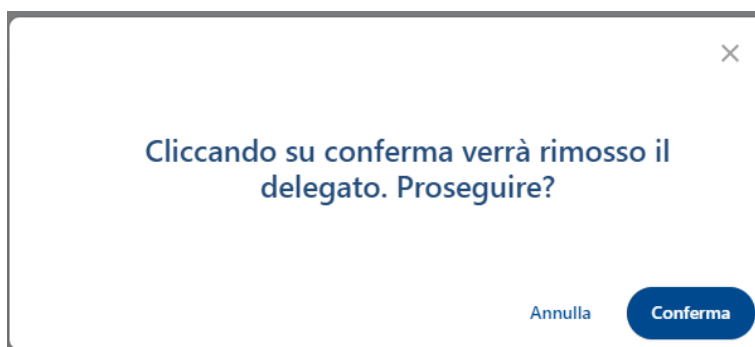 Cliccando su conferma verrà rimosso il
delegato. Proseguire?
Annulla
Conferma